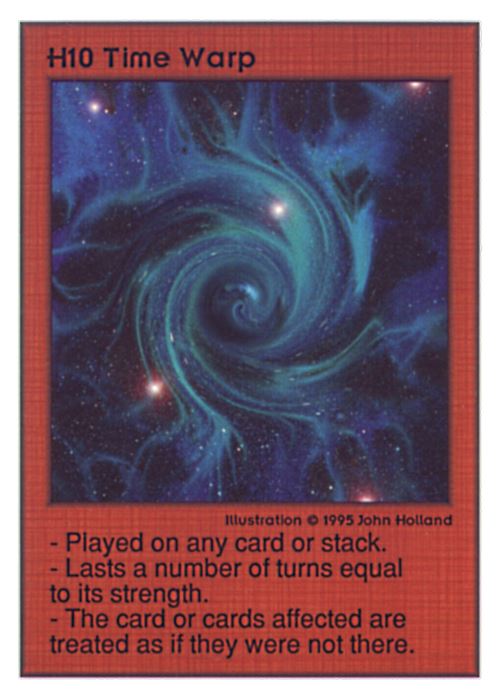 H10 Time Warp
Illustration © 1995 John Holland
- Played on any card or stack.
- Lasts a number of turns equal
to its strength.
- The card or cards affected are
treated as if they were not there.